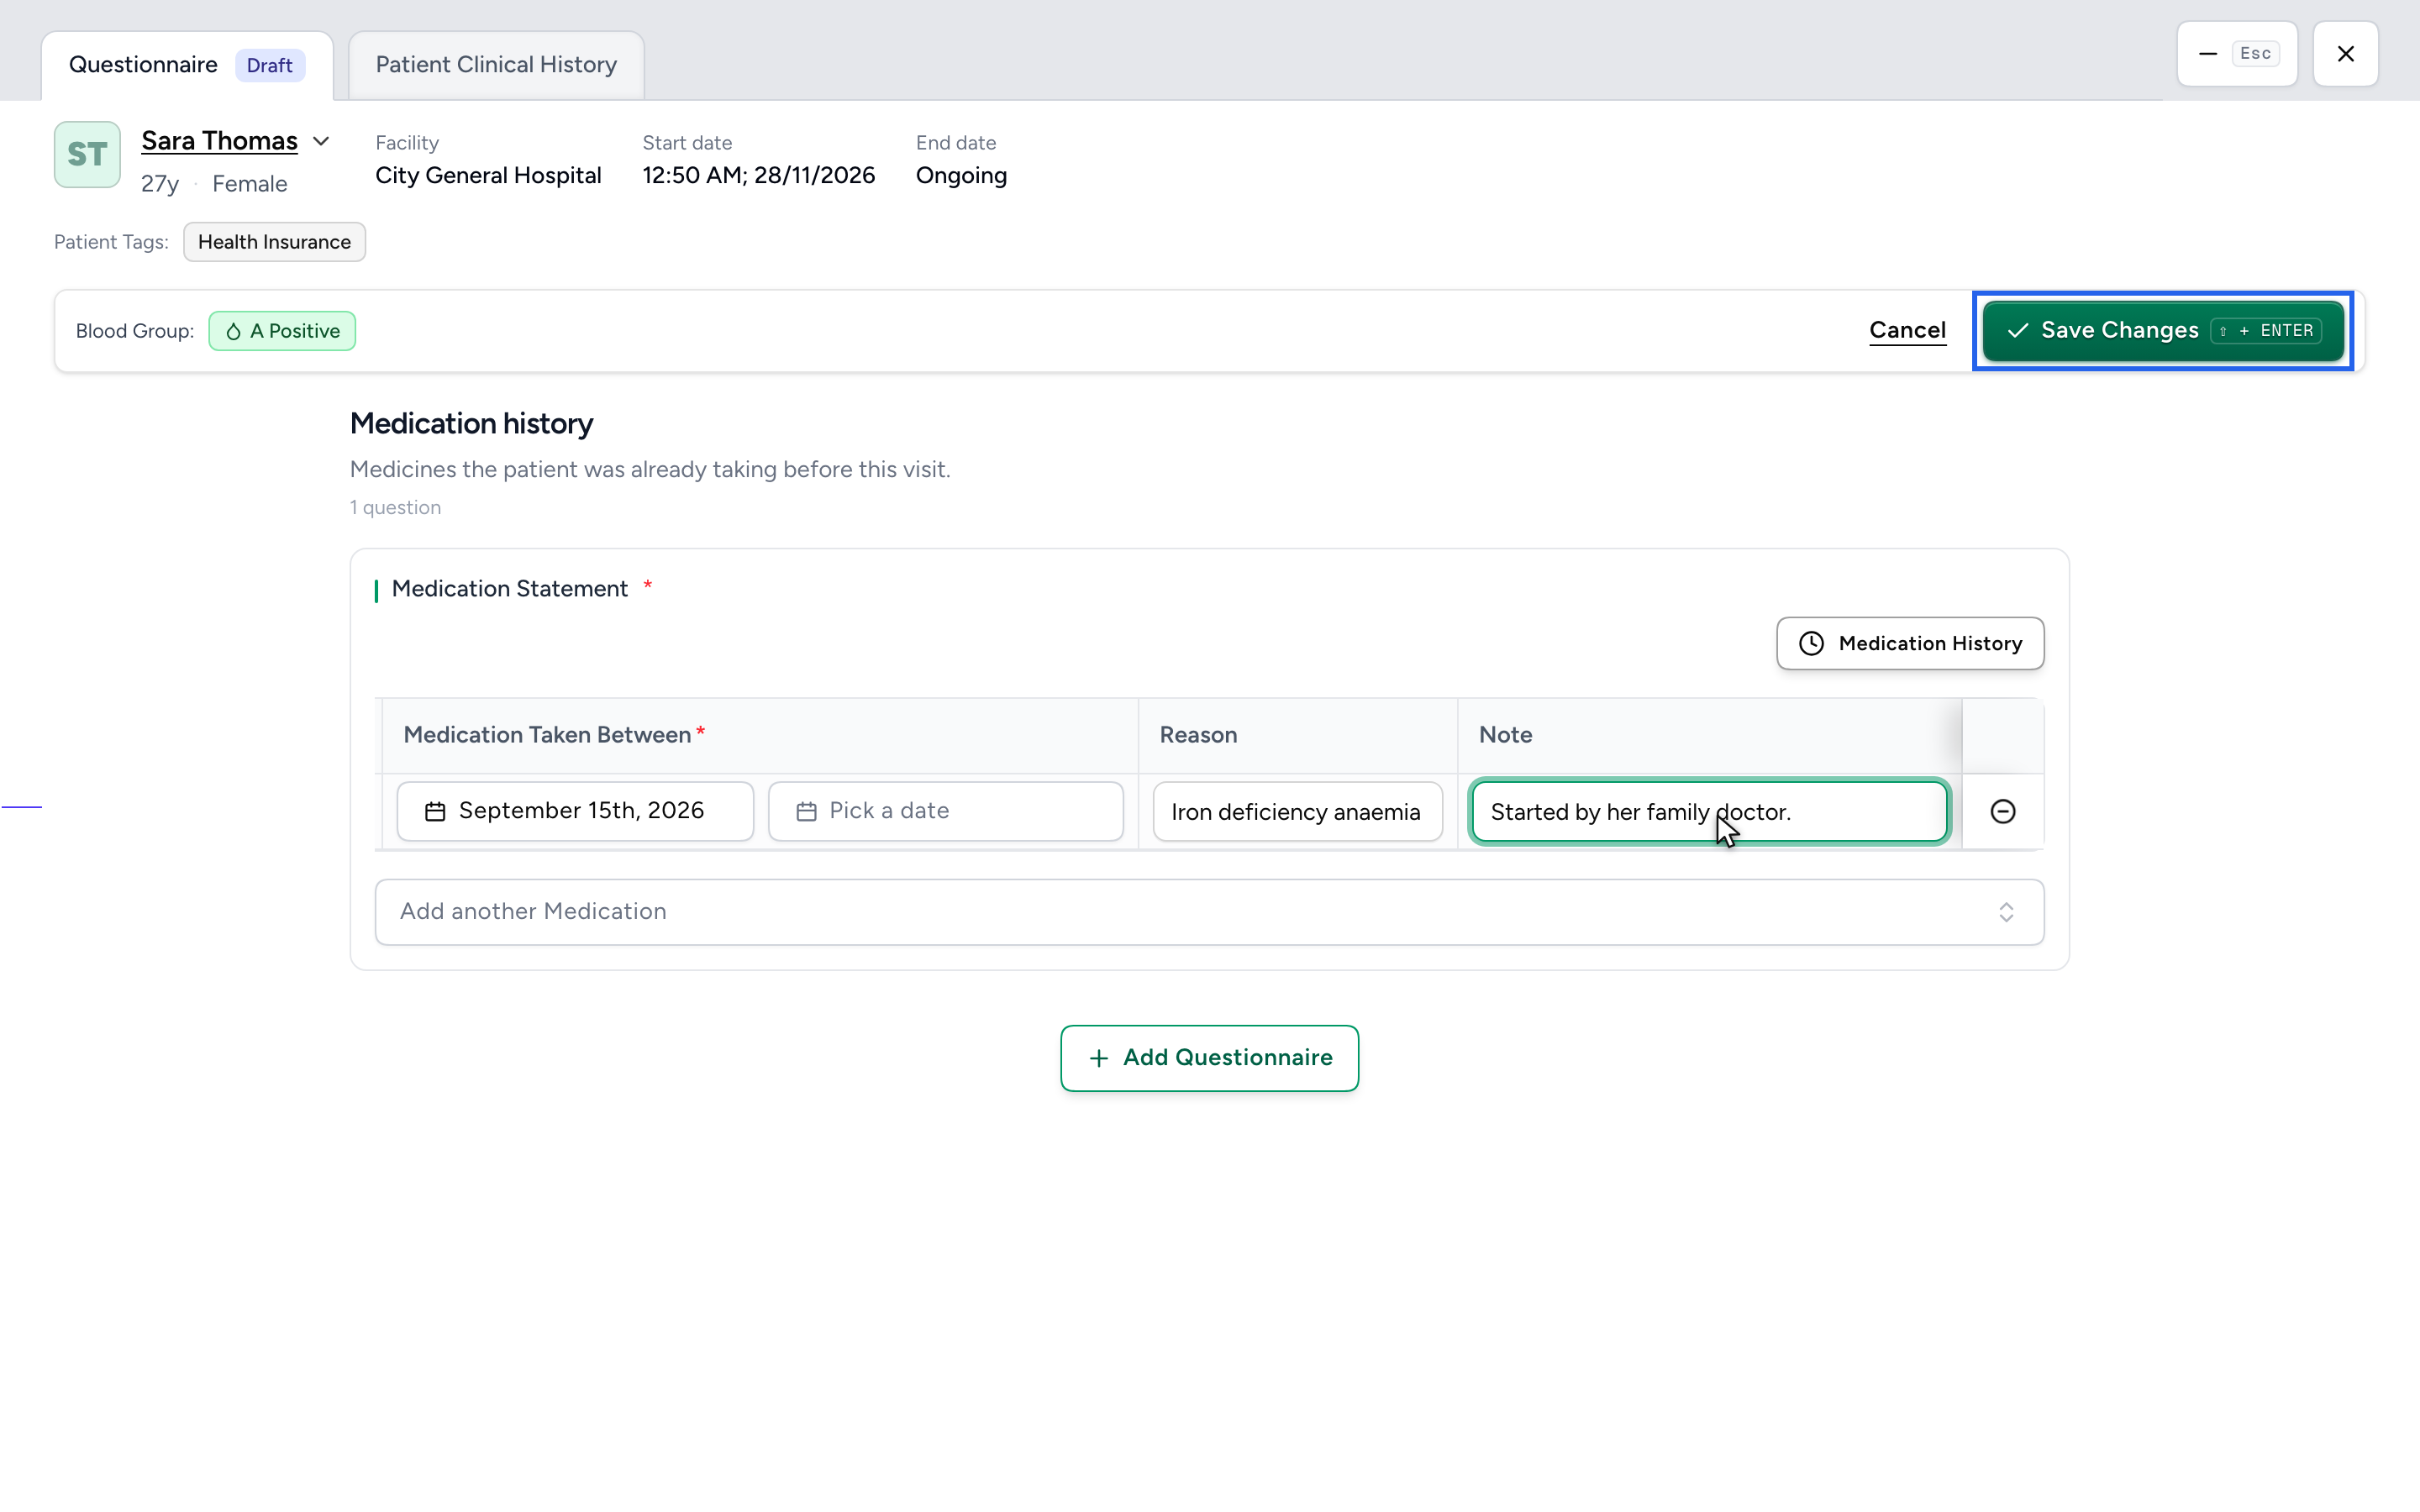 Questionnaire Draft Patient Clinical History Esc
ST Sara Thomas Facility Start date End date
27y · Female City General Hospital 12:50 AM; 28/11/2026 Ongoing
Patient Tags: Health Insurance
Blood Group: A Positive Cancel Save Changes ⇧ + ENTER
Medication history
Medicines the patient was already taking before this visit.
1 question
Medication Statement *
Medication History
Medication Taken Between * Reason Note
September 15th, 2026 Pick a date Iron deficiency anaemia Started by her family doctor.
Add another Medication
+ Add Questionnaire